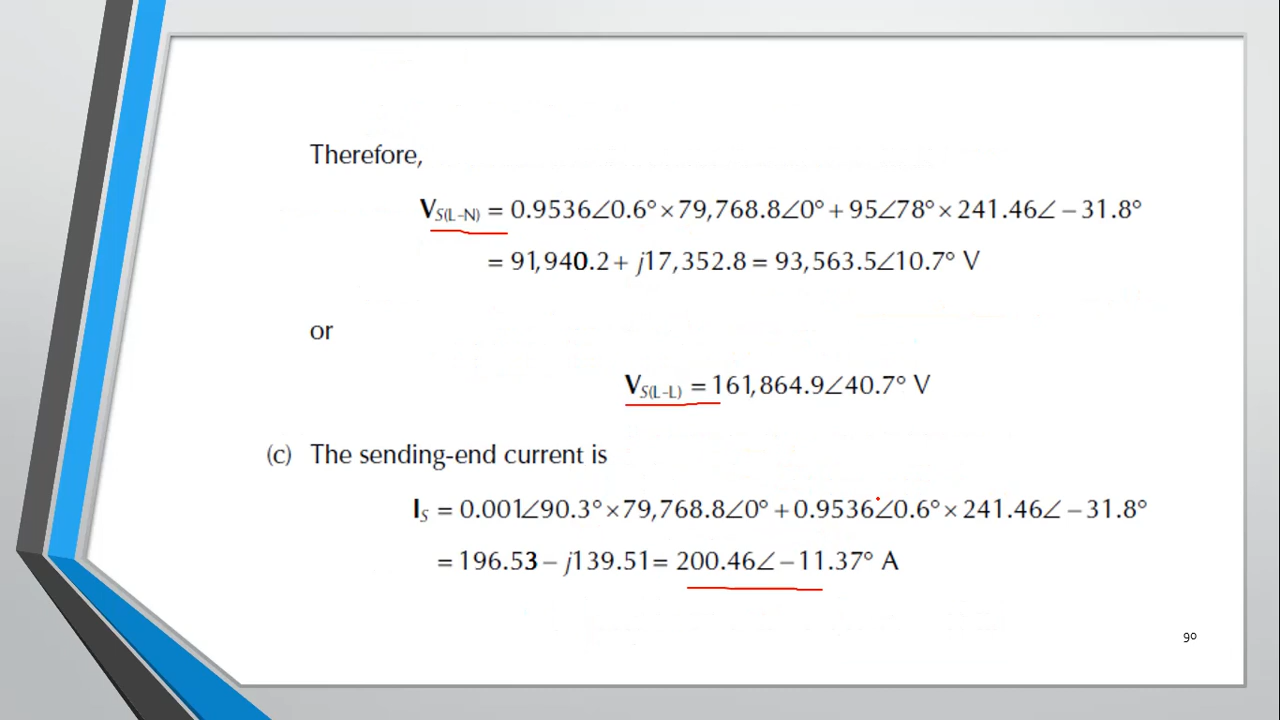 Therefore,
V_S(L–N) = 0.9536∠0.6° × 79,768.8∠0° + 95∠78° × 241.46∠ – 31.8°
= 91,940.2 + j17,352.8 = 93,563.5∠10.7° V
or
V_S(L–L) = 161,864.9∠40.7° V
(c) The sending-end current is
I_S = 0.001∠90.3° × 79,768.8∠0° + 0.9536∠0.6° × 241.46∠ – 31.8°
= 196.53 – j139.51 = 200.46∠ – 11.37° A
90